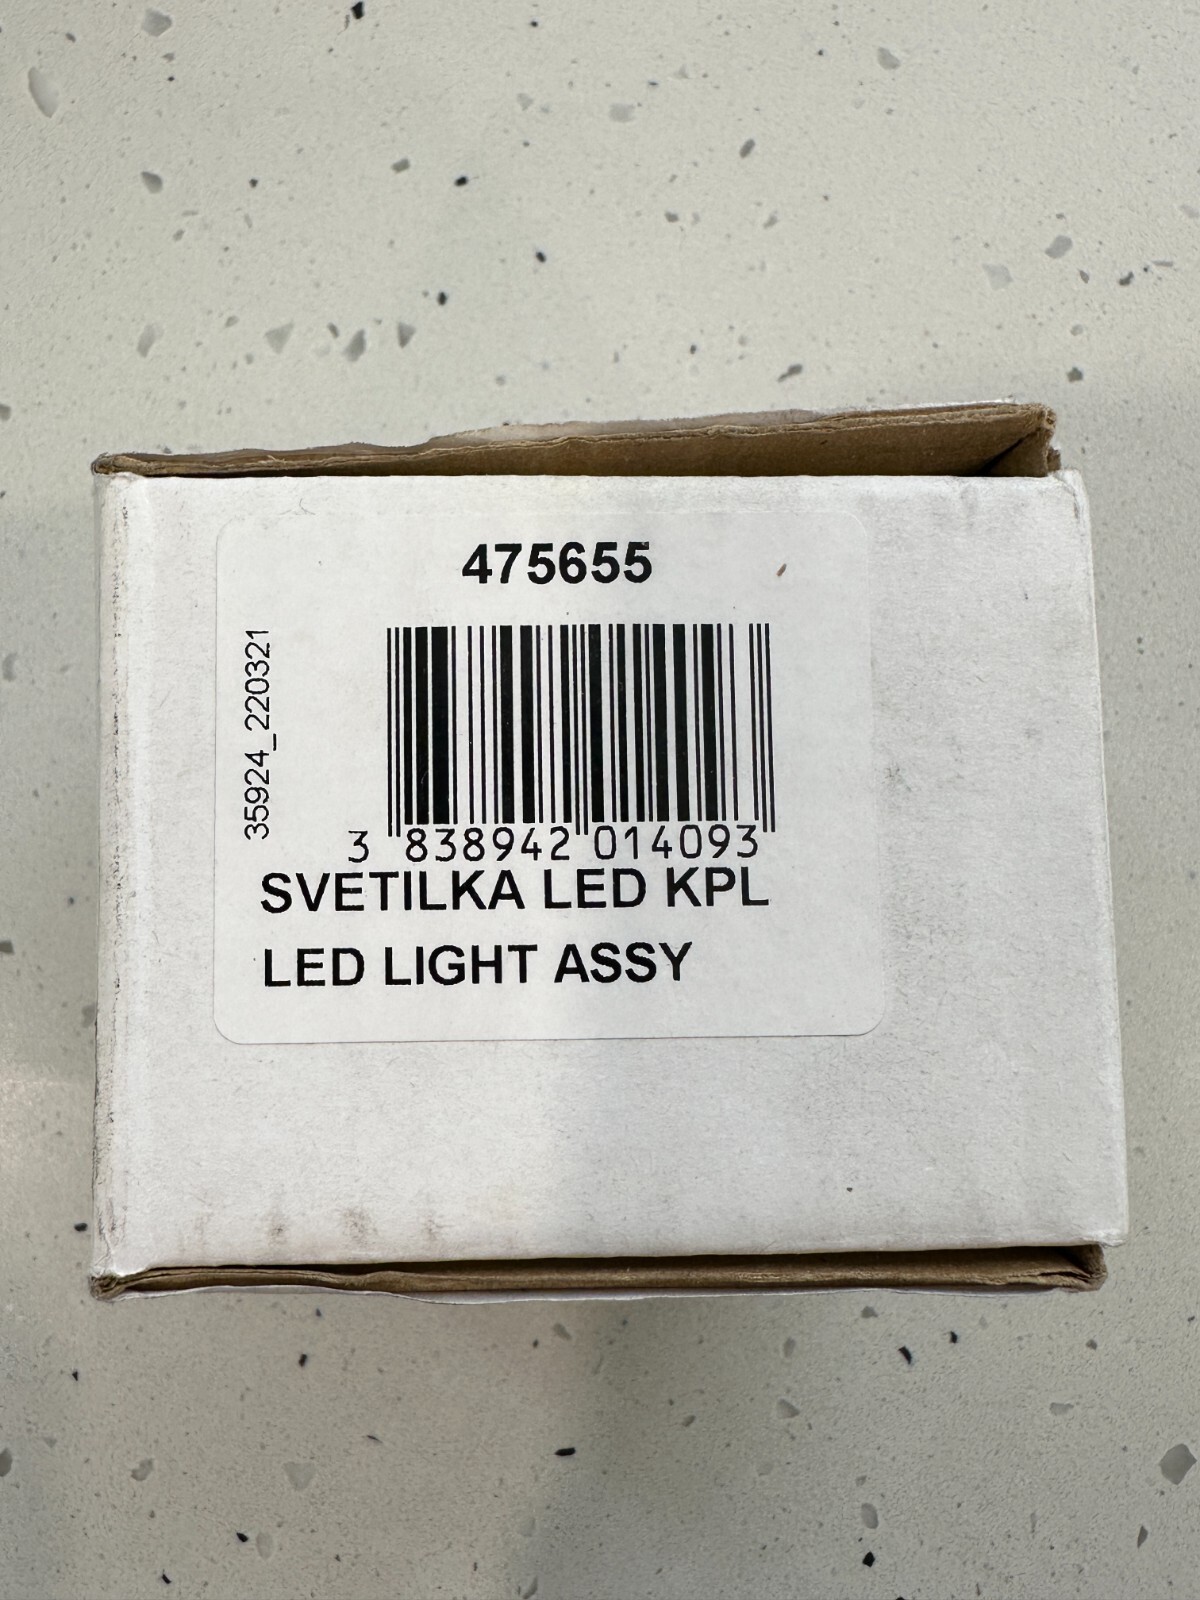 475655
35924_220321
3 838942 014093
SVETILKA LED KPL
LED LIGHT ASSY